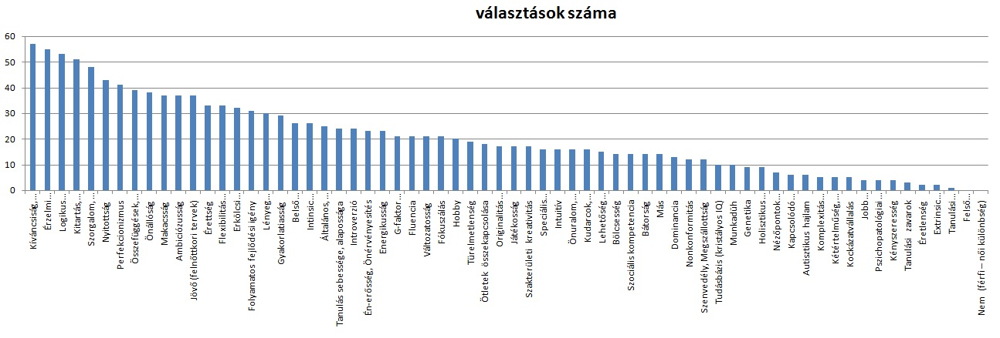 választások száma
60
50
40
30
20
10
0
Kíváncsiság,...
Érzelmi...
Logikus...
Kitartás,...
Szorgalom,...
Nyitottság
Perfekcionizmus
Összefüggések,...
Önállóság
Makacsság
Ambiciózusság
Jövő (felnőttkori tervek)
Érettség
Flexibilitás...
Erkölcsi...
Folyamatos fejlődési igény
Lényeg...
Gyakorlatiasság
Belső...
Intinsic...
Általános,...
Tanulás sebessége, alapossága
Introverzió
Én-erősség, Önérvényesítés
Energikusság
G-faktor...
Fluencia
Változatosság
Fókuszálás
Hobby
Türelmetlenség
Ötletek összekapcsolása
Originalitás...
Játékosság
Szakterületi kreativitás
Speciális...
Intuitív
Önuralom,...
Kudarcok,...
Lehetőség...
Bölcsesség
Szociális kompetencia
Bátorság
Más
Dominancia
Nonkonformitás
Szenvedély, Megszállottság
Tudásbázis (kristályos IQ)
Munkadüh
Genetika
Holisztikus...
Nézőpontok...
Kapcsolódó...
Autisztikus hajlam
Komplexitás...
Kétértelműség,...
Kockázatvállalás
Jobb...
Pszichopatológiai...
Kényszeresség
Tanulási zavarok
Éretlenség
Extrinsic...
Tanulási...
Felső...
Nem (férfi – női különbség)